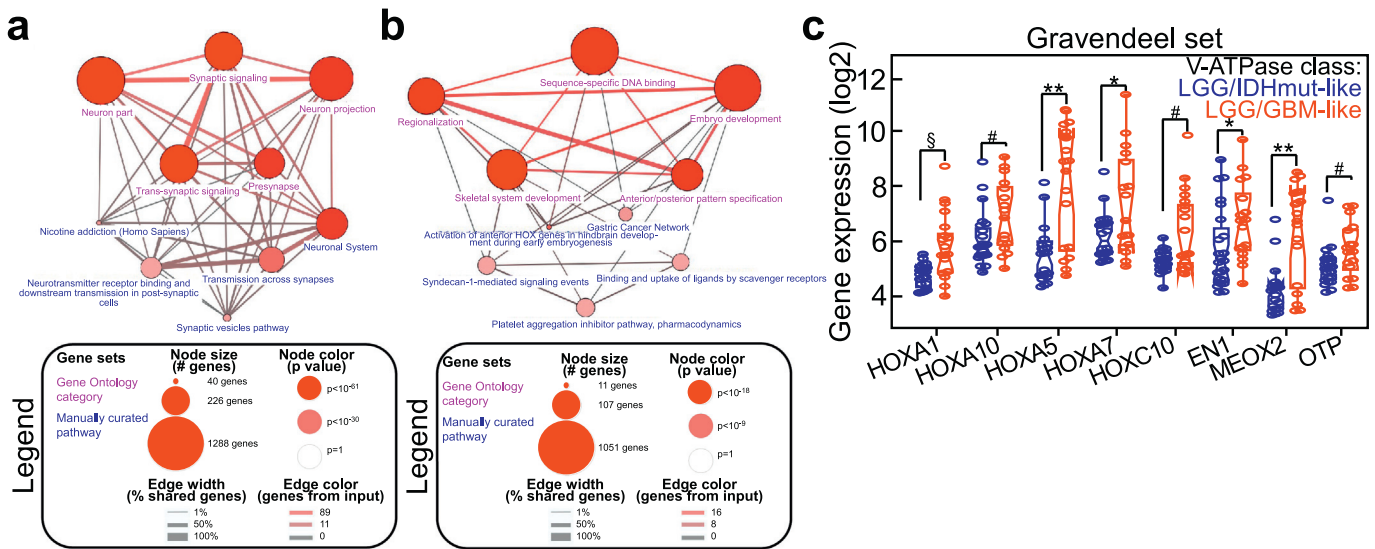 a
Synaptic signaling
Neuron part
Neuron projection
Trans-synaptic signaling
Presynapse
Nicotine addiction (Homo Sapiens)
Neuronal System
Neurotransmitter receptor binding and
downstream transmission in post-synaptic
cells
Transmission across synapses
Synaptic vesicles pathway
Legend
Gene sets
Gene Ontology
category
Manually curated
pathway
Node size
(# genes)
40 genes
226 genes
1288 genes
Node color
(p value)
p<10-61
p<10-30
p=1
Edge width
(% shared genes)
1%
50%
100%
Edge color
(genes from input)
89
11
0
b
Sequence-specific DNA binding
Regionalization
Embryo development
Skeletal system development
Anterior/posterior pattern specification
Gastric Cancer Network
Activation of anterior HOX genes in hindbrain develop-
ment during early embryogenesis
Syndecan-1-mediated signaling events
Binding and uptake of ligands by scavenger receptors
Platelet aggregation inhibitor pathway, pharmacodynamics
Legend
Gene sets
Gene Ontology
category
Manually curated
pathway
Node size
(# genes)
11 genes
107 genes
1051 genes
Node color
(p value)
p<10-18
p<10-9
p=1
Edge width
(% shared genes)
1%
50%
100%
Edge color
(genes from input)
16
8
0
c
Gravendeel set
V-ATPase class:
LGG/IDHmut-like
LGG/GBM-like
Gene expression (log2)
12
10
8
6
4
§
#
**
*
#
*
**
#
HOXA1
HOXA10
HOXA5
HOXA7
HOXC10
EN1
MEOX2
OTP